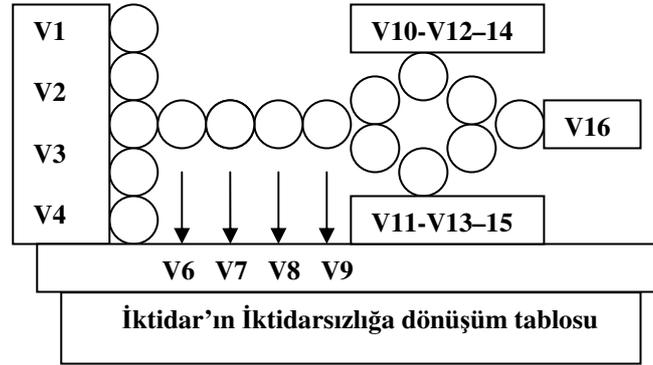 V1
V10-V12–14
V2
V16
V3
V4
V11-V13–15
V6 V7 V8 V9
İktidar’ın İktidarsızlığa dönüşüm tablosu